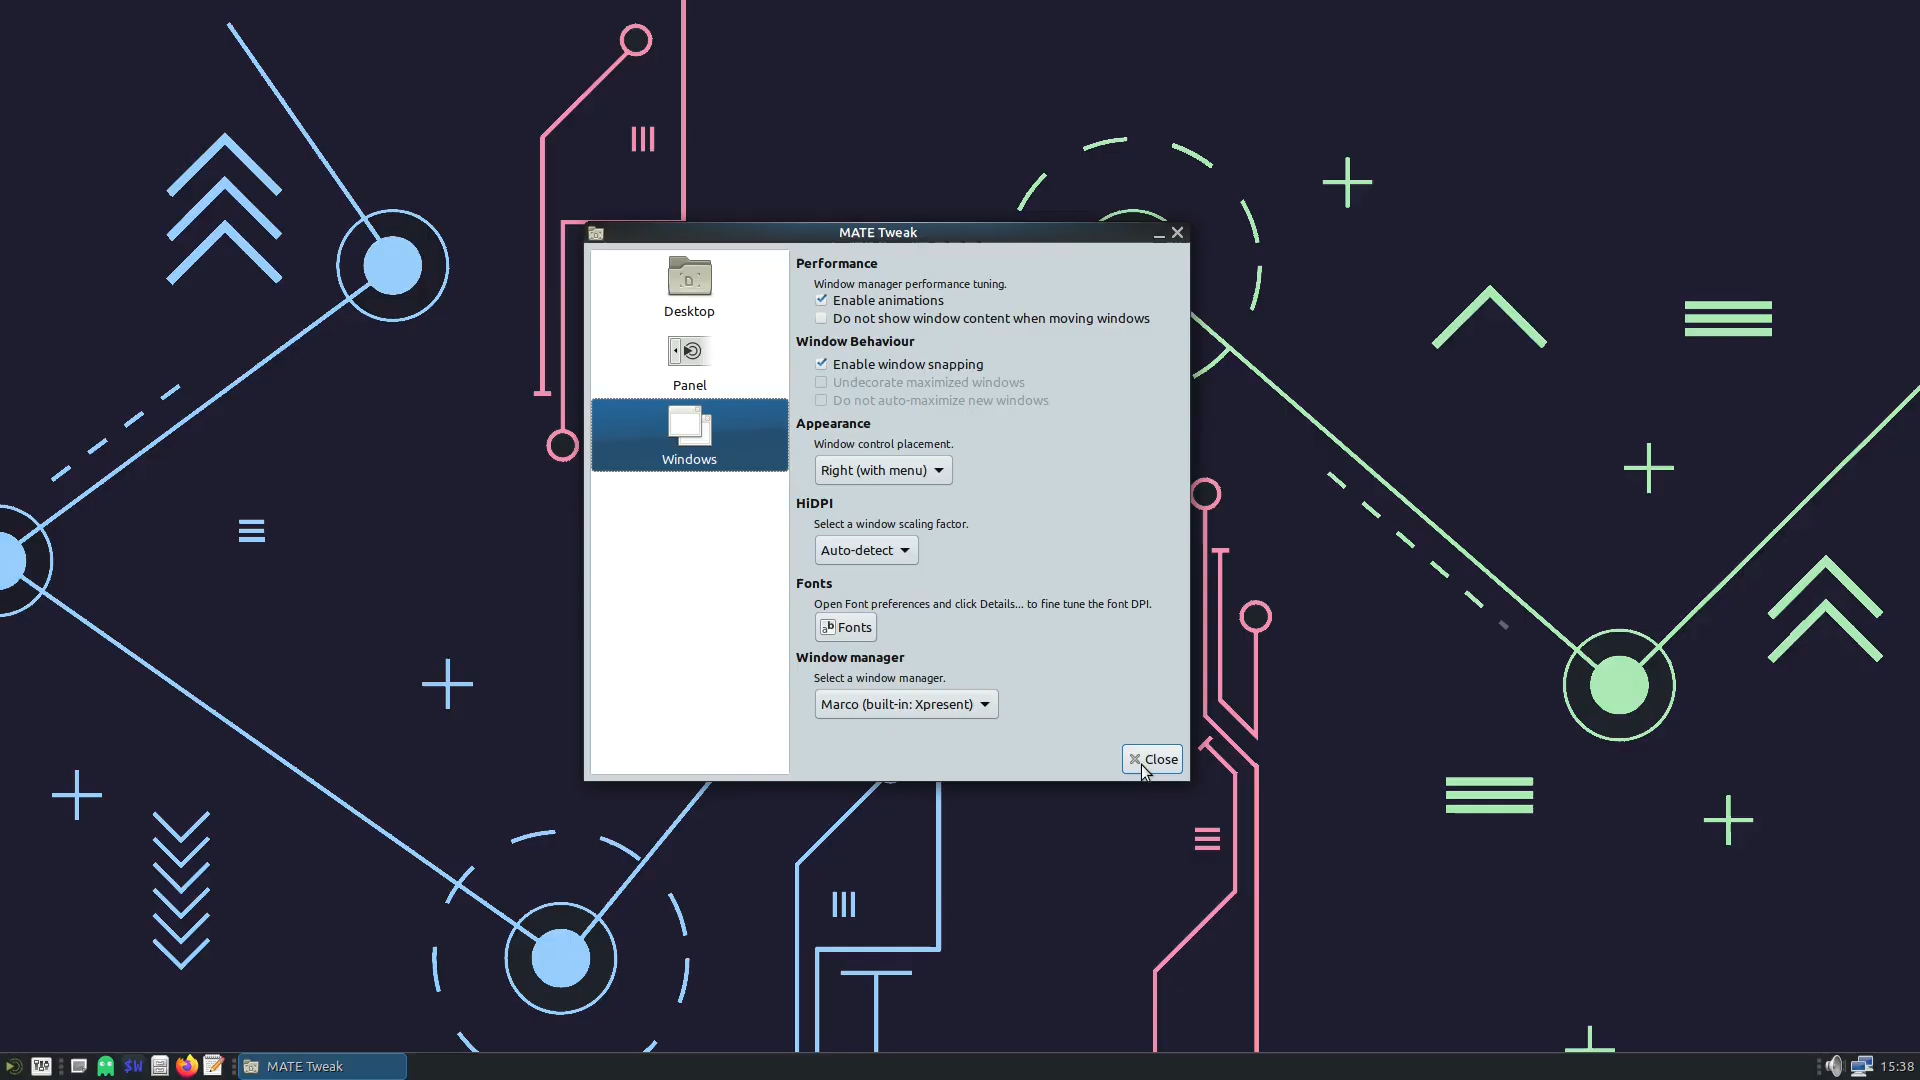 MATE Tweak
Desktop
Panel
Windows
Performance
Window manager performance tuning.
Enable animations
Do not show window content when moving windows
Window Behaviour
Enable window snapping
Undecorate maximized windows
Do not auto-maximize new windows
Appearance
Window control placement.
Right (with menu)
HiDPI
Select a window scaling factor.
Auto-detect
Fonts
Open Font preferences and click Details... to fine tune the font DPI.
Fonts
Window manager
Select a window manager.
Marco (built-in: Xpresent)
Close
$W
MATE Tweak
15:38